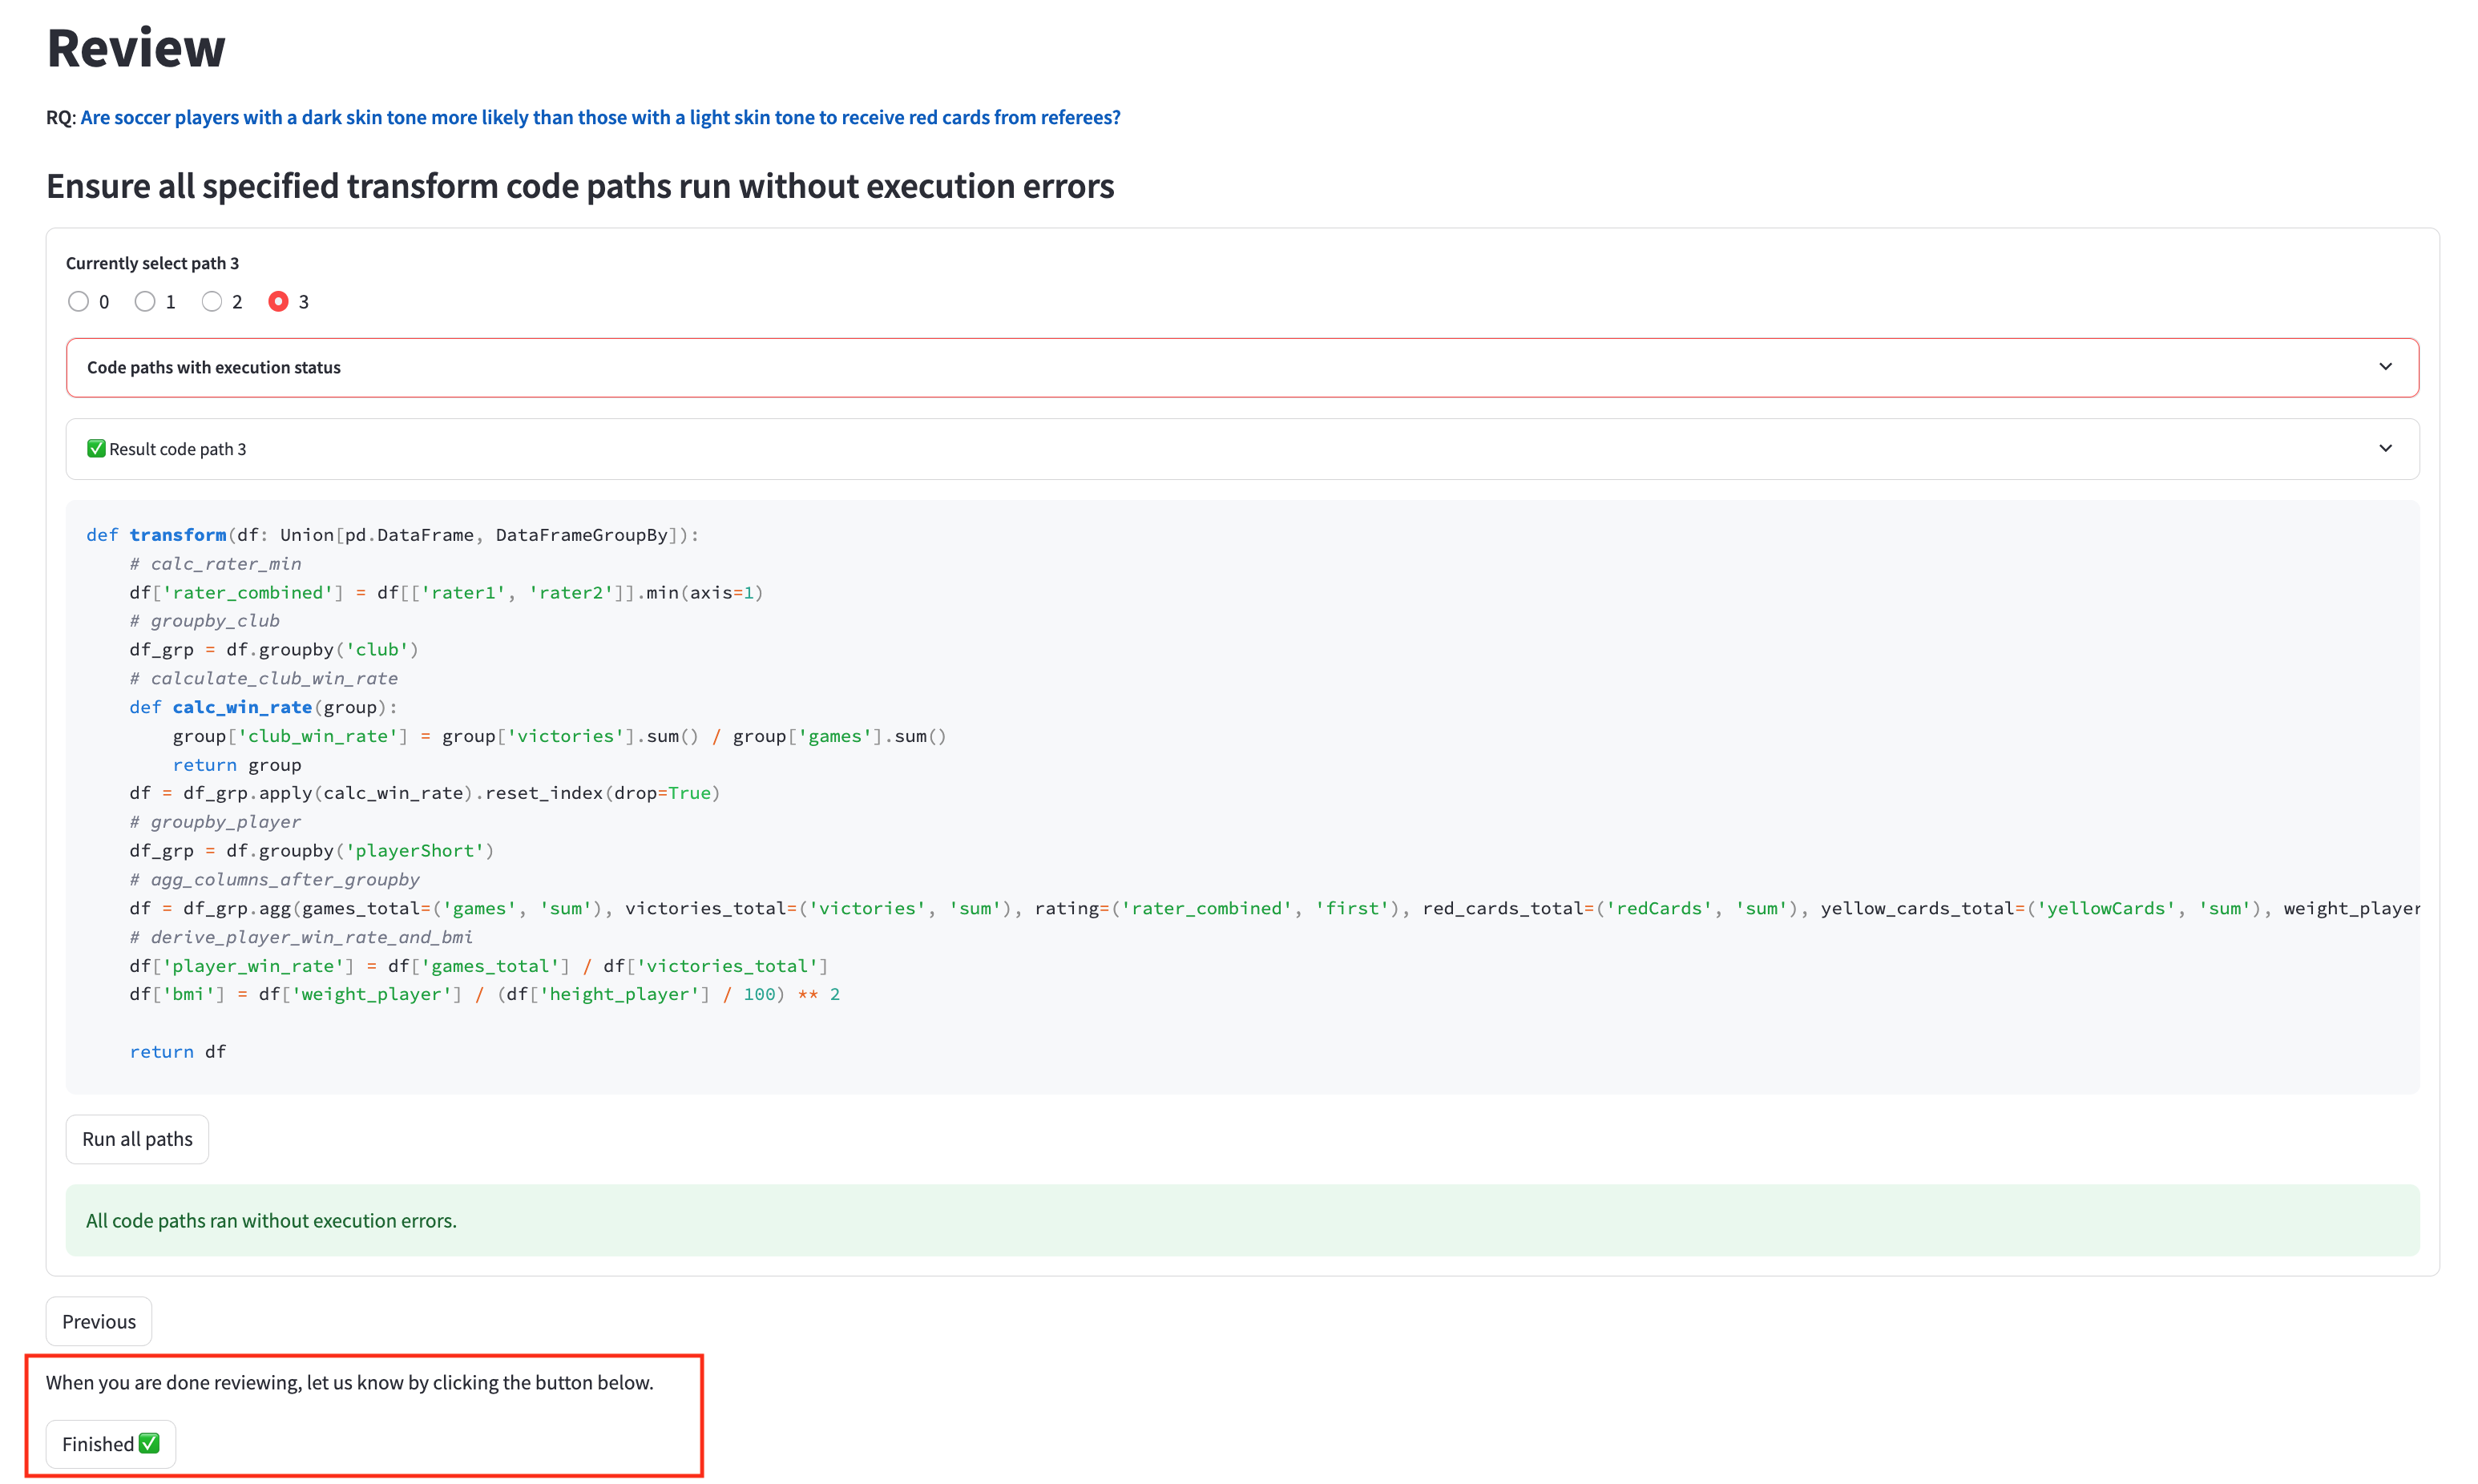 Review
RQ: Are soccer players with a dark skin tone more likely than those with a light skin tone to receive red cards from referees?
Ensure all specified transform code paths run without execution errors
Currently select path 3
0 1 2 3
Code paths with execution status
✅ Result code path 3
def transform(df: Union[pd.DataFrame, DataFrameGroupBy]):
    # calc_rater_min
    df['rater_combined'] = df[['rater1', 'rater2']].min(axis=1)
    # groupby_club
    df_grp = df.groupby('club')
    # calculate_club_win_rate
    def calc_win_rate(group):
        group['club_win_rate'] = group['victories'].sum() / group['games'].sum()
        return group
    df = df_grp.apply(calc_win_rate).reset_index(drop=True)
    # groupby_player
    df_grp = df.groupby('playerShort')
    # agg_columns_after_groupby
    df = df_grp.agg(games_total=('games', 'sum'), victories_total=('victories', 'sum'), rating=('rater_combined', 'first'), red_cards_total=('redCards', 'sum'), yellow_cards_total=('yellowCards', 'sum'), weight_player
    # derive_player_win_rate_and_bmi
    df['player_win_rate'] = df['games_total'] / df['victories_total']
    df['bmi'] = df['weight_player'] / (df['height_player'] / 100) ** 2
    return df
Run all paths
All code paths ran without execution errors.
Previous
When you are done reviewing, let us know by clicking the button below.
Finished ✅